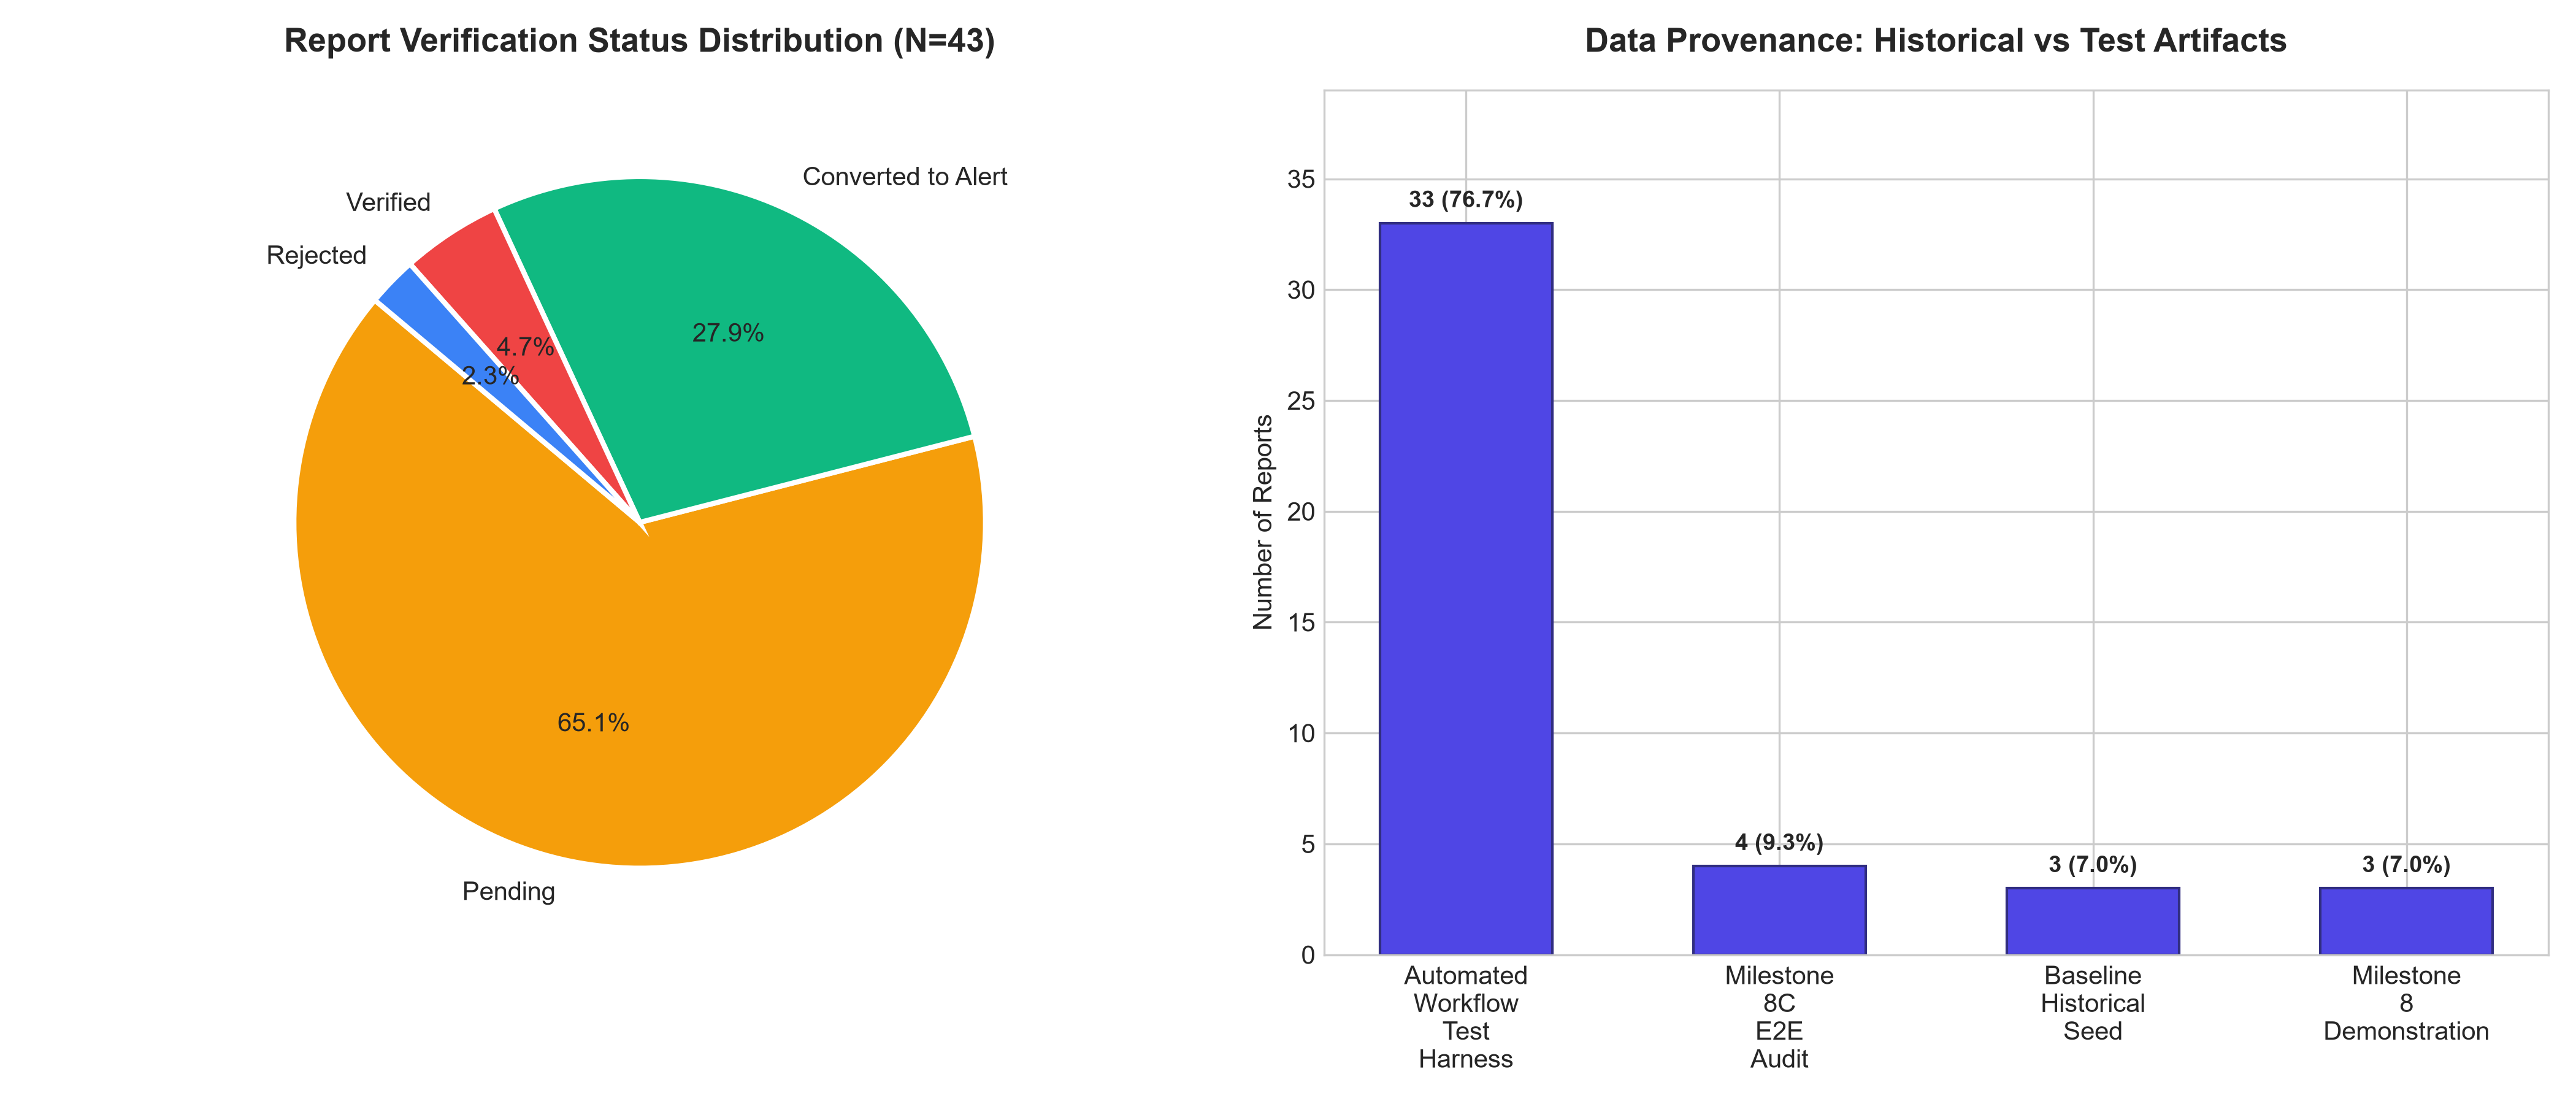 Report Verification Status Distribution (N=43)
Converted to Alert
Verified
Rejected
27.9%
4.7%
2.3%
65.1%
Pending
Data Provenance: Historical vs Test Artifacts
Number of Reports
35
30
25
20
15
10
5
0
33 (76.7%)
4 (9.3%)
3 (7.0%)
3 (7.0%)
Automated
Workflow
Test
Harness
Milestone
8C
E2E
Audit
Baseline
Historical
Seed
Milestone
8
Demonstration